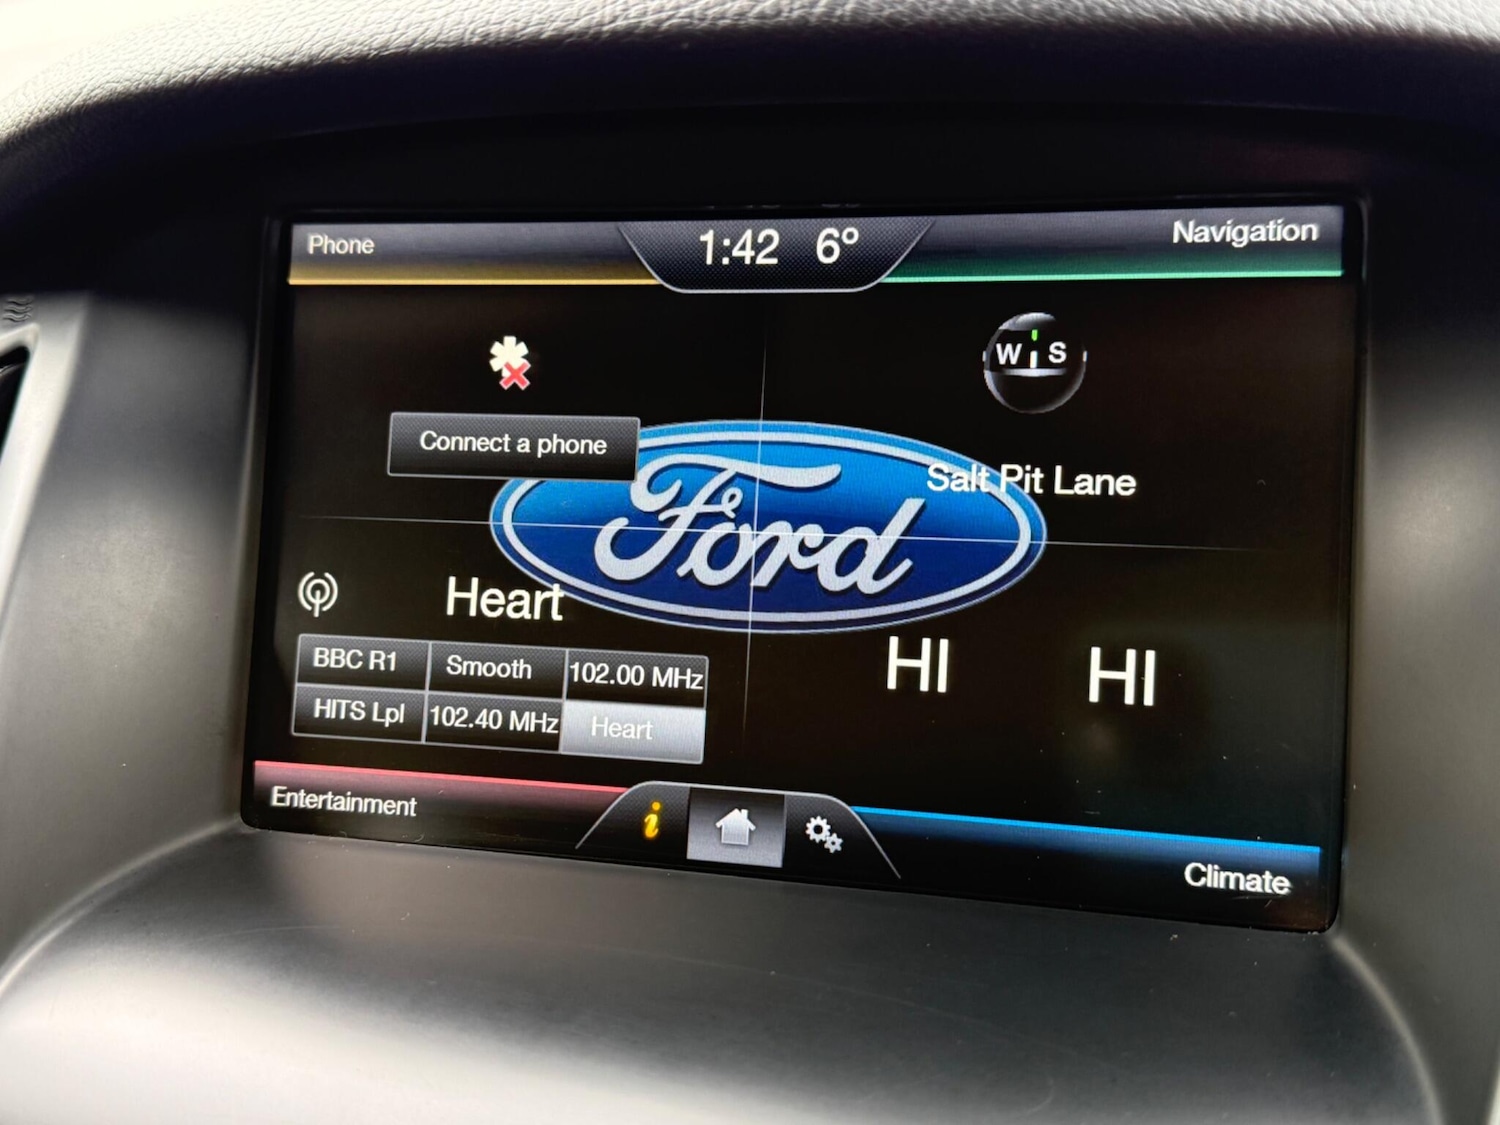 Phone
1:42 6°
Navigation
W S
Connect a phone
Ford
Salt Pit Lane
Heart
BBC R1
Smooth
102.00 MHz
HITS Lpl
102.40 MHz
Heart
HI
HI
Entertainment
i
Climate